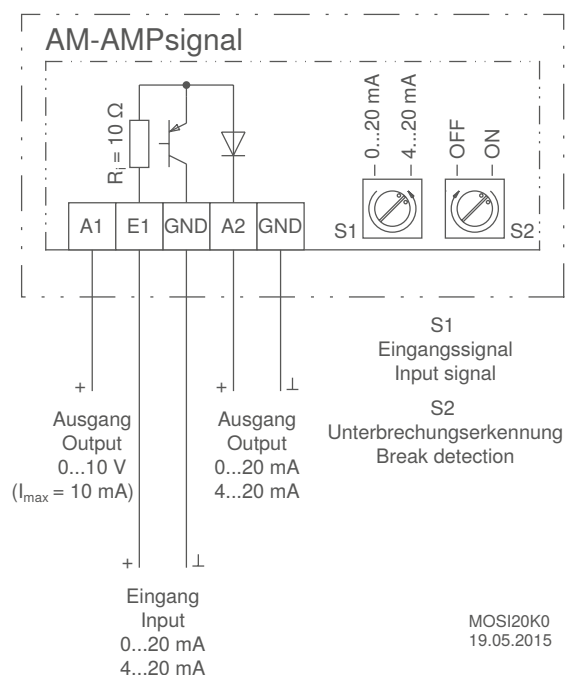 AM-AMPsignal
Ri = 10 Ω
0...20 mA
4...20 mA
OFF
ON
A1 E1 GND A2 GND
S1
S2
+
Ausgang
Output
0...10 V
(Imax = 10 mA)
+ ⊥
Ausgang
Output
0...20 mA
4...20 mA
S1
Eingangssignal
Input signal
S2
Unterbrechungserkennung
Break detection
+ ⊥
Eingang
Input
0...20 mA
4...20 mA
MOSI20K0
19.05.2015